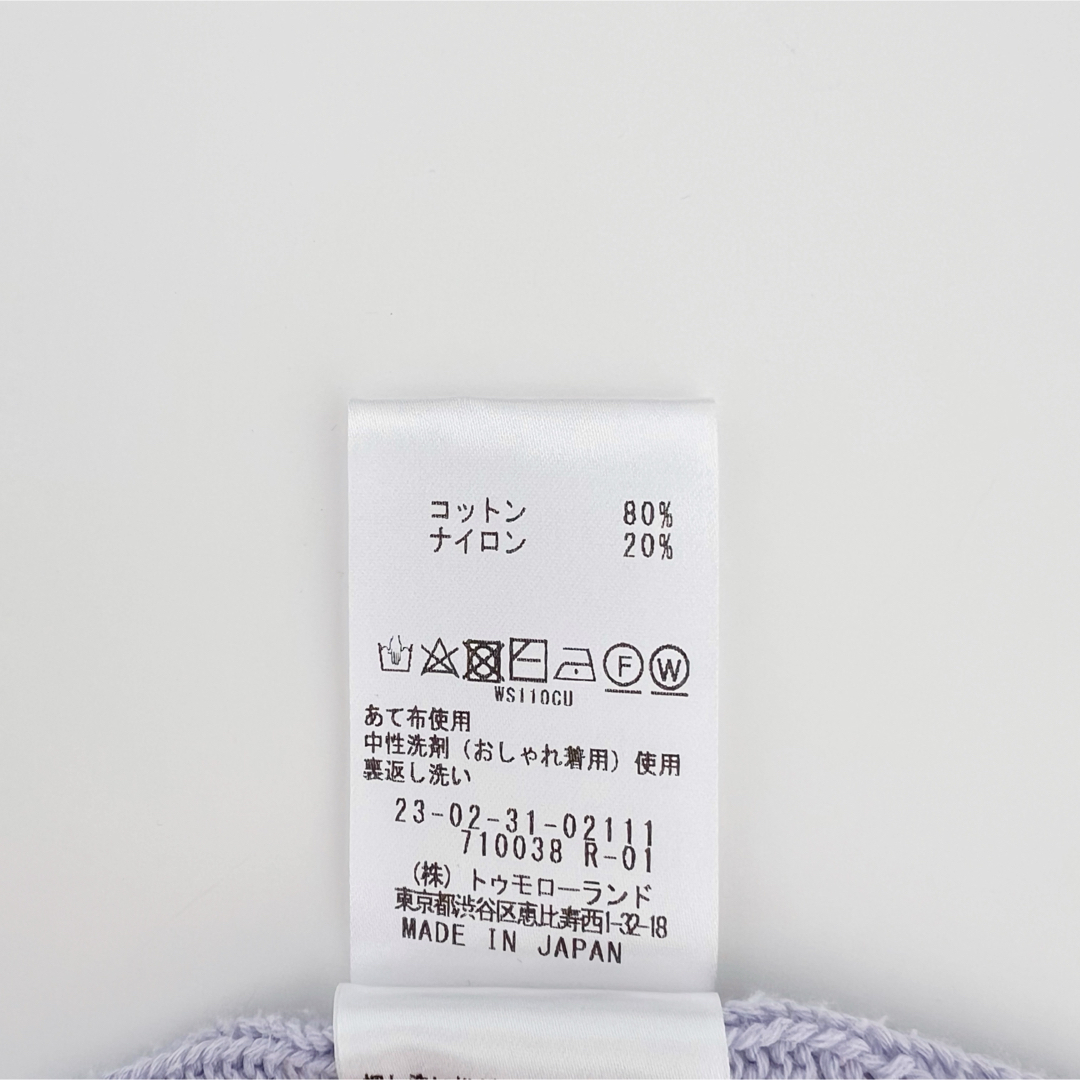 コットン 80%
ナイロン 20%
F W
WS110CU
あて布使用
中性洗剤(おしゃれ着用)使用
裏返し洗い
23-02-31-02111
710038 R-01
(株)トゥモローランド
東京都渋谷区恵比寿西1-32-18
MADE IN JAPAN